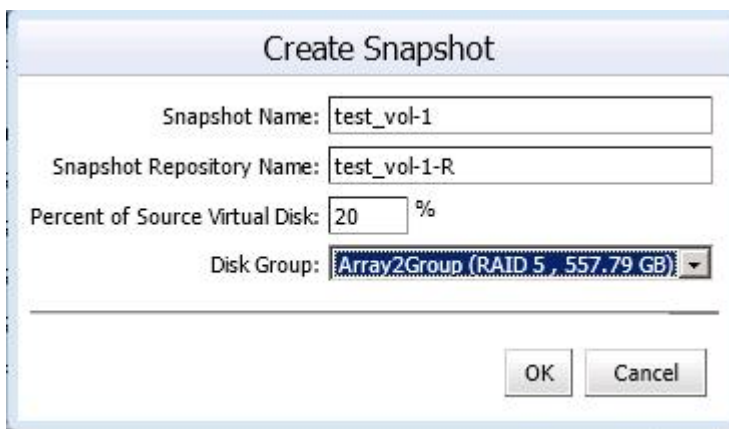 Create Snapshot
Snapshot Name: test_vol-1
Snapshot Repository Name: test_vol-1-R
Percent of Source Virtual Disk: 20 %
Disk Group: Array2Group (RAID 5 , 557.79 GB)
OK Cancel